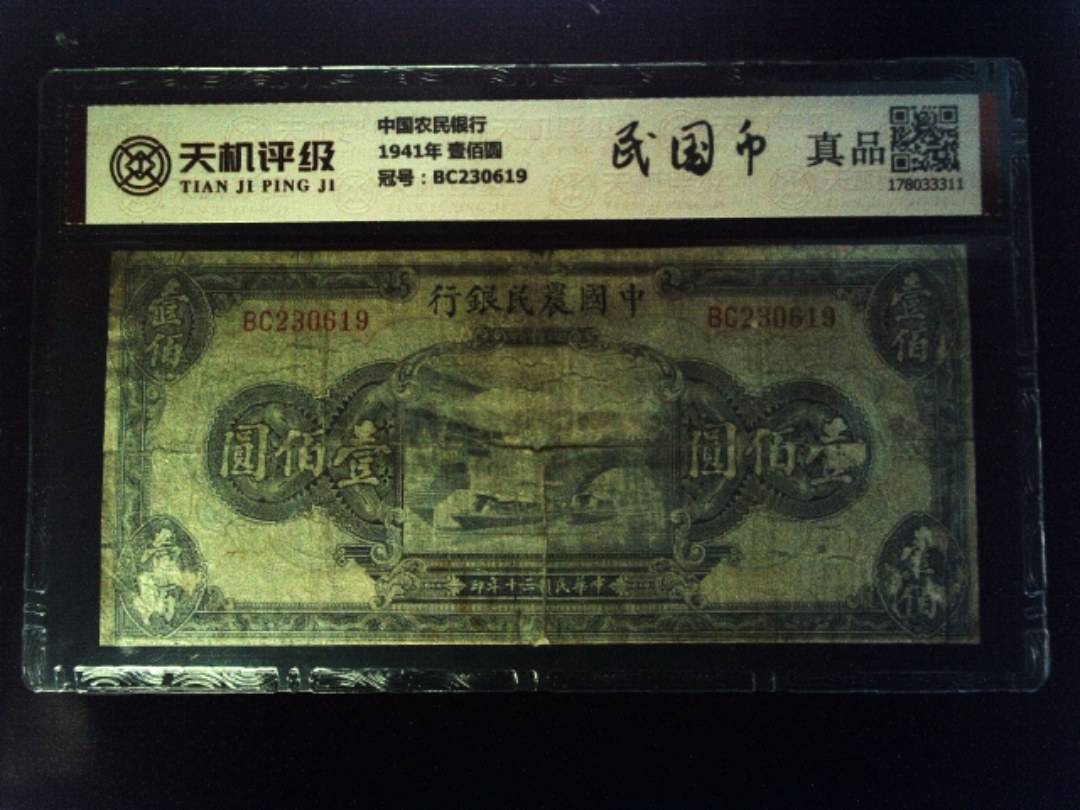 天机评级
TIAN JI PING JI
中国农民银行
1941年 壹佰圆
冠号：BC230619
民国币
真品
178033311
行銀民農國中
BC230619
BC230619
壹佰
壹佰
圓佰壹
圓佰壹
壹佰
印年十三國民華中